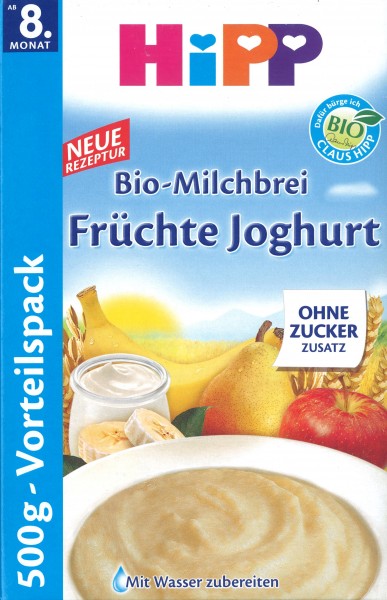 AB
8.
MONAT
HiPP
NEUE
REZEPTUR
Dafür bürge ich
BIO
CLAUS HIPP
Bio-Milchbrei
Früchte Joghurt
OHNE
ZUCKER
ZUSATZ
500g - Vorteilspack
Mit Wasser zubereiten